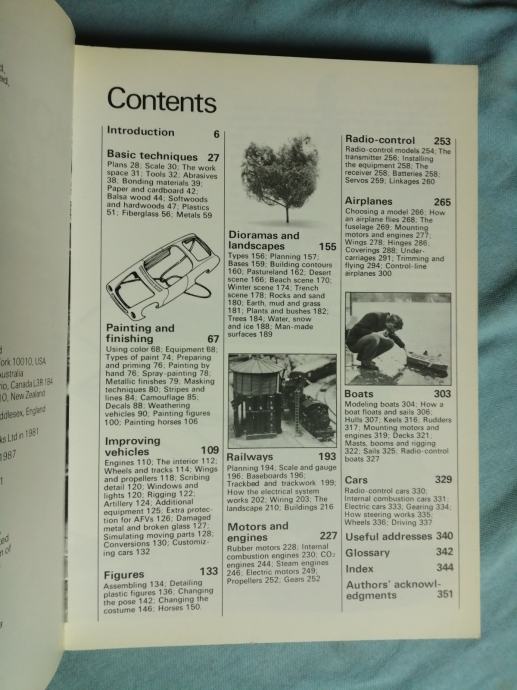 d,
ed,
ork 10010, USA
ustralia
rio, Canada L3R 1B4
10, New Zealand
ddlesex, England
ks Ltd in 1981
1987
Contents
Introduction 6
Basic techniques 27
Plans 28; Scale 30; The work
space 31; Tools 32; Abrasives
38. Bonding materials 39;
Paper and cardboard 42;
Balsa wood 44; Softwoods
and hardwoods 47; Plastics
51; Fiberglass 56; Metals 59
Painting and
finishing 67
Using color 68; Equipment 68;
Types of paint 74; Preparing
and priming 76; Painting by
hand 76; Spray-painting 78;
Metallic finishes 79. Masking
techniques 80; Stripes and
lines 84; Camouflage 85;
Decals 88; Weathering
vehicles 90; Painting figures
100; Painting horses 106
Improving
vehicles 109
Engines 110; The interior 112;
Wheels and tracks 114; Wings
and propellers 118; Scribing
detail 120; Windows and
lights 120; Rigging 122;
Artillery 124; Additional
equipment 125; Extra protec-
tion for AFVs 126; Damaged
metal and broken glass 127;
Simulating moving parts 128;
Conversions 130; Customiz-
ing cars 132
Figures 133
Assembling 134; Detailing
plastic figures 136; Changing
the pose 142; Changing the
costume 146; Horses 150.
Dioramas and
landscapes 155
Types 156; Planning 157;
Bases 159; Building contours
160; Pastureland 162; Desert
scene 166; Beach scene 170;
Winter scene 174; Trench
scene 178; Rocks and sand
180; Earth, mud and grass
181; Plants and bushes 182;
Trees 184; Water, snow
and ice 188; Man-made
surfaces 189
Railways 193
Planning 194; Scale and gauge
196; Baseboards 196;
Trackbed and trackwork 199;
How the electrical system
works 202; Wiring 203; The
landscape 210; Buildings 216
Motors and
engines 227
Rubber motors 228; Internal
combustion engines 230; CO₂
engines 244; Steam engines
246; Electric motors 249;
Propellers 252; Gears 252
Radio-control 253
Radio-control models 254; The
transmitter 256; Installing
the equipment 258; The
receiver 258; Batteries 258;
Servos 259; Linkages 260
Airplanes 265
Choosing a model 266; How
an airplane flies 268; The
fuselage 269; Mounting
motors and engines 277;
Wings 278; Hinges 286;
Coverings 288; Under-
carriages 291; Trimming and
flying 294; Control-line
airplanes 300
Boats 303
Modeling boats 304; How a
boat floats and sails 306;
Hulls 307; Keels 316; Rudders
317; Mounting motors and
engines 319; Decks 321;
Masts, booms and rigging
322; Sails 325; Radio-control
boats 327
Cars 329
Radio-control cars 330;
Internal combustion cars 331;
Electric cars 333; Gearing 334;
How steering works 335;
Wheels 336; Driving 337
Useful addresses 340
Glossary 342
Index 344
Authors' acknowl-
edgments 351